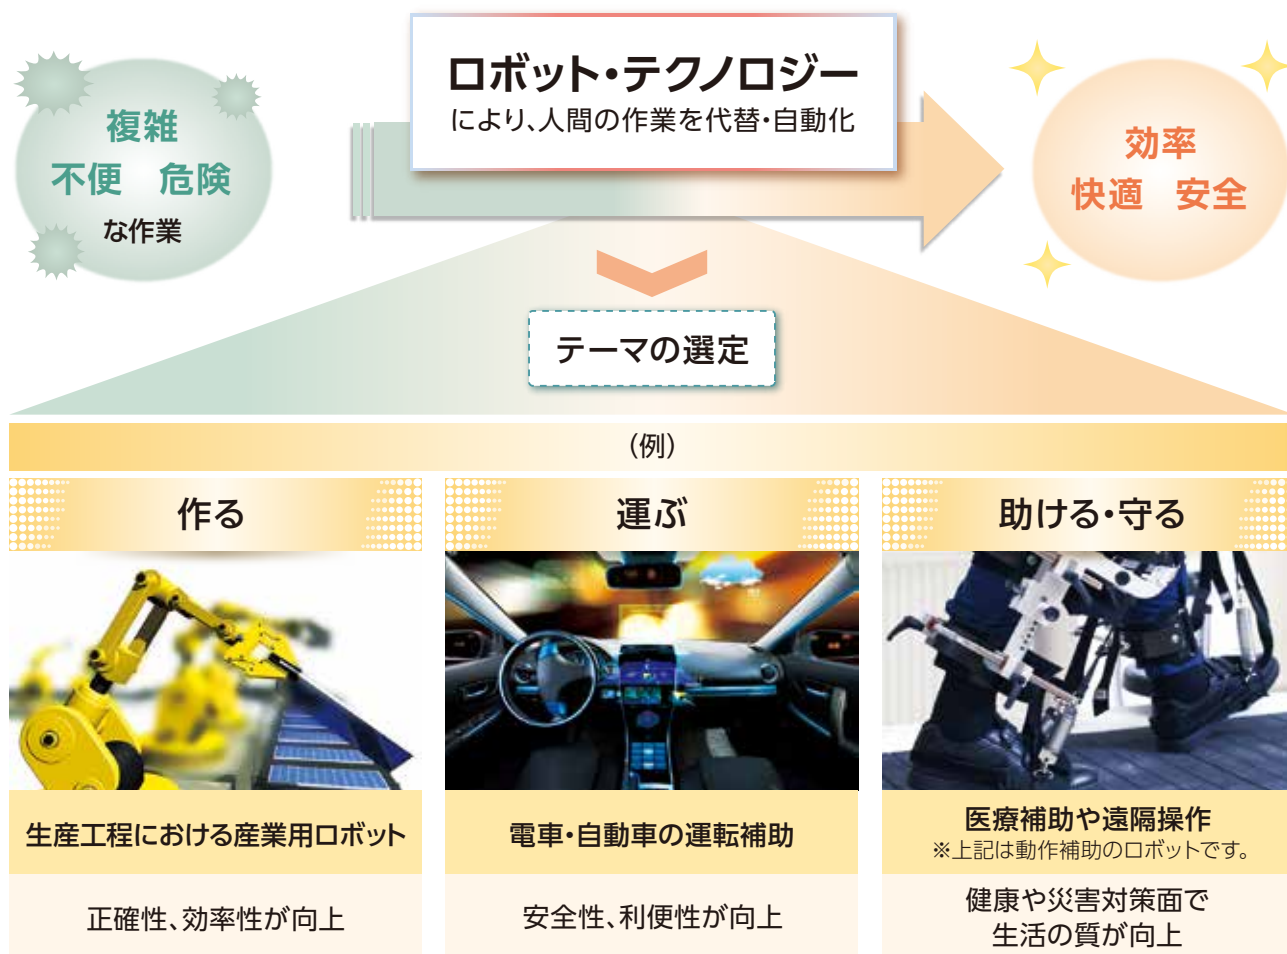 ロボット・テクノロジー
により、人間の作業を代替・自動化
複雑
不便 危険
な作業
効率
快適 安全
テーマの選定
(例)
作る
運ぶ
助ける・守る
生産工程における産業用ロボット
電車・自動車の運転補助
医療補助や遠隔操作
※上記は動作補助のロボットです。
正確性、効率性が向上
安全性、利便性が向上
健康や災害対策面で
生活の質が向上